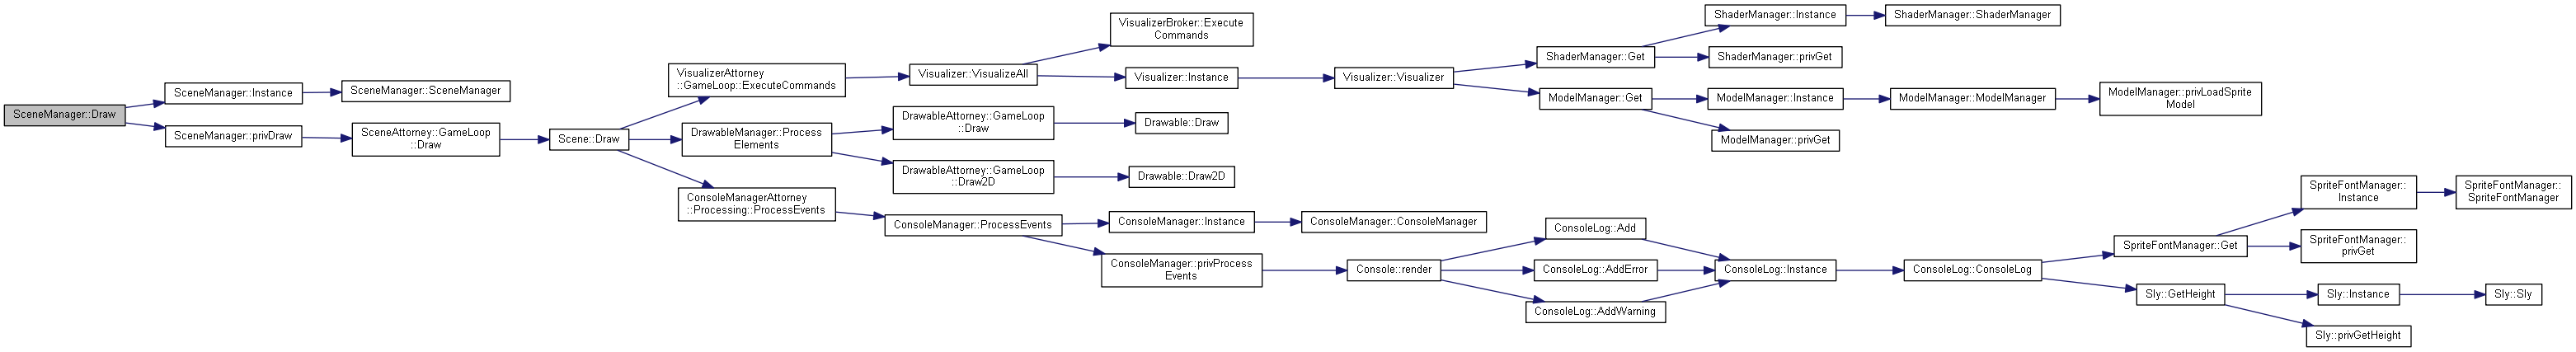 SceneManager::Draw
SceneManager::Instance
SceneManager::SceneManager
SceneManager::privDraw
SceneAttorney::GameLoop
::Draw
Scene::Draw
VisualizerAttorney
::GameLoop::ExecuteCommands
Visualizer::VisualizeAll
VisualizerBroker::Execute
Commands
Visualizer::Instance
Visualizer::Visualizer
ShaderManager::Get
ShaderManager::Instance
ShaderManager::ShaderManager
ShaderManager::privGet
ModelManager::Get
ModelManager::Instance
ModelManager::ModelManager
ModelManager::privLoadSprite
Model
ModelManager::privGet
DrawableManager::Process
Elements
DrawableAttorney::GameLoop
::Draw
Drawable::Draw
DrawableAttorney::GameLoop
::Draw2D
Drawable::Draw2D
ConsoleManagerAttorney
::Processing::ProcessEvents
ConsoleManager::ProcessEvents
ConsoleManager::Instance
ConsoleManager::ConsoleManager
ConsoleManager::privProcess
Events
Console::render
ConsoleLog::Add
ConsoleLog::AddError
ConsoleLog::AddWarning
ConsoleLog::Instance
ConsoleLog::ConsoleLog
SpriteFontManager::Get
SpriteFontManager::
Instance
SpriteFontManager::
SpriteFontManager
SpriteFontManager::
privGet
Sly::GetHeight
Sly::Instance
Sly::Sly
Sly::privGetHeight